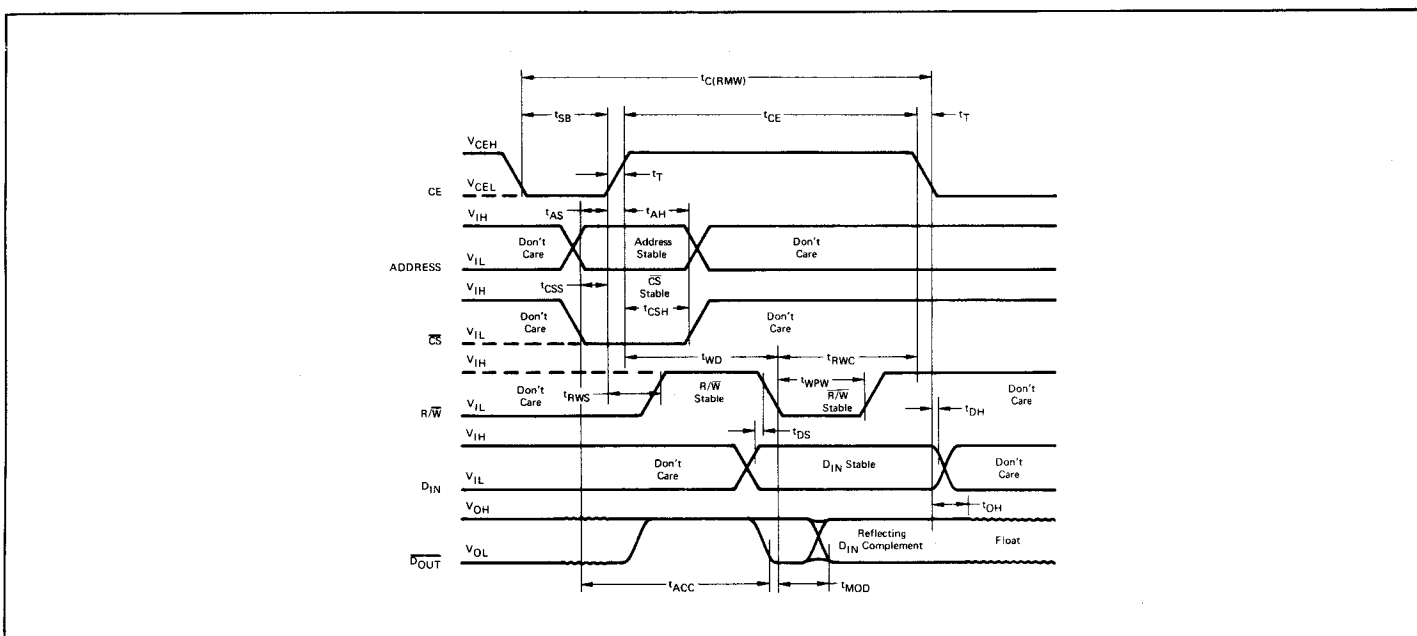 tC(RMW)
tSB
tCE
tT
VCEH
tT
CE
VCEL
tAS
tAH
VIH
Don't
Care
Address
Stable
Don't
Care
ADDRESS
VIL
tCSS
C̅S̅
Stable
VIH
tCSH
Don't
Care
Don't
Care
C̅S̅
VIL
tWD
tRWC
VIH
tWPW
Don't
Care
tRWS
R/W̅
Stable
R/W̅
Stable
Don't
Care
R/W̅
VIL
tDH
VIH
tDS
Don't
Care
DIN Stable
Don't
Care
DIN
VIL
VOH
tOH
Reflecting
DIN Complement
Float
D̅O̅U̅T̅
VOL
tACC
tMOD